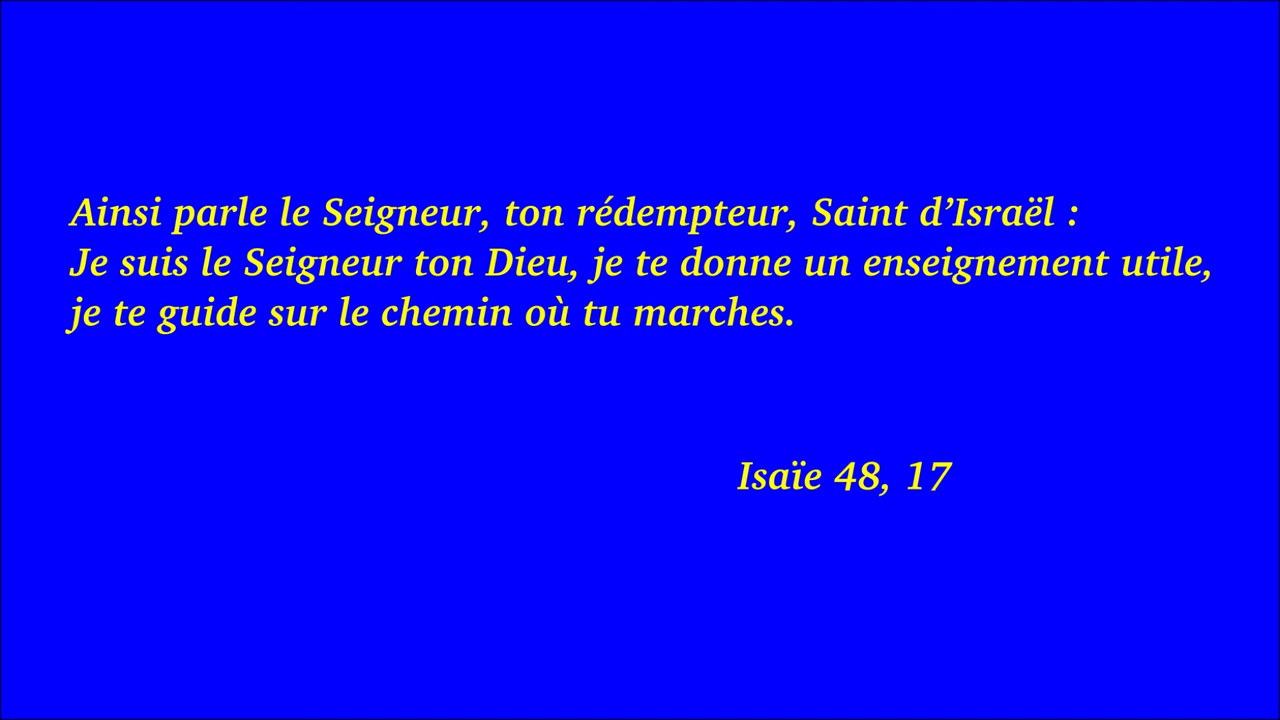 Ainsi parle le Seigneur, ton rédempteur, Saint d’Israël :
Je suis le Seigneur ton Dieu, je te donne un enseignement utile,
je te guide sur le chemin où tu marches.
Isaïe 48, 17